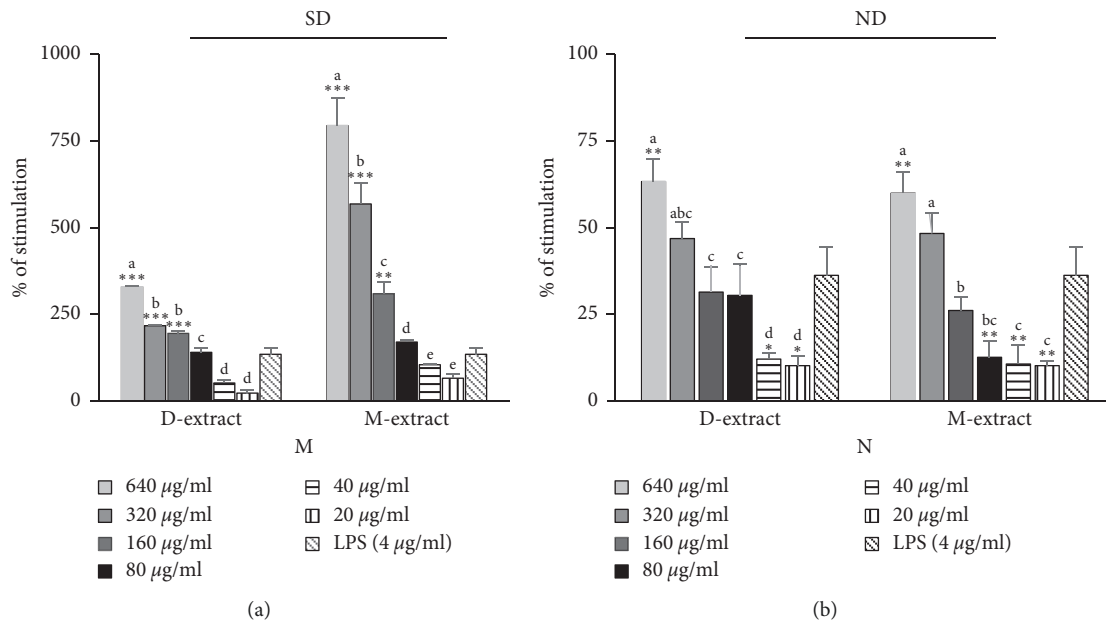 SD
1000
750
500
250
0
% of stimulation
a
***
b
***
b
***
c
d
d
a
***
b
***
c
**
d
e
e
D-extract
M-extract
M
640 µg/ml
320 µg/ml
160 µg/ml
80 µg/ml
40 µg/ml
20 µg/ml
LPS (4 µg/ml)
(a)
ND
100
75
50
25
0
% of stimulation
a
**
abc
c
c
d
*
d
*
a
**
a
b
bc
**
c
**
c
**
D-extract
M-extract
N
640 µg/ml
320 µg/ml
160 µg/ml
80 µg/ml
40 µg/ml
20 µg/ml
LPS (4 µg/ml)
(b)